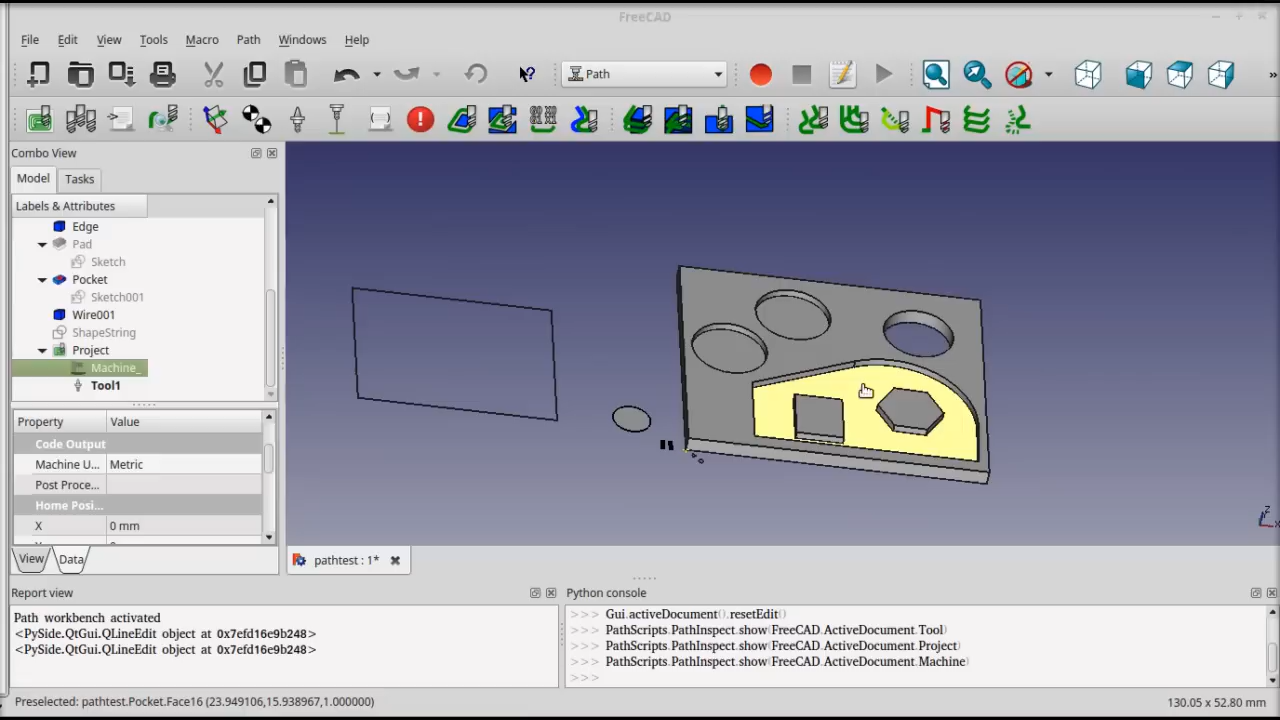 FreeCAD
File Edit View Tools Macro Path Windows Help
Path
Combo View
Model Tasks
Labels & Attributes
Edge
Pad
Sketch
Pocket
Sketch001
Wire001
ShapeString
Project
Machine_
Tool1
Property Value
Code Output
Machine U... Metric
Post Proce...
Home Posi...
X 0 mm
View Data
pathtest : 1*
Report view
Path workbench activated
<PySide.QtGui.QLineEdit object at 0x7efd16e9b248>
<PySide.QtGui.QLineEdit object at 0x7efd16e9b248>
Python console
>>> Gui.activeDocument().resetEdit()
>>> PathScripts.PathInspect.show(FreeCAD.ActiveDocument.Tool)
>>> PathScripts.PathInspect.show(FreeCAD.ActiveDocument.Project)
>>> PathScripts.PathInspect.show(FreeCAD.ActiveDocument.Machine)
>>>
Preselected: pathtest.Pocket.Face16 (23.949106,15.938967,1.000000)
130.05 x 52.80 mm